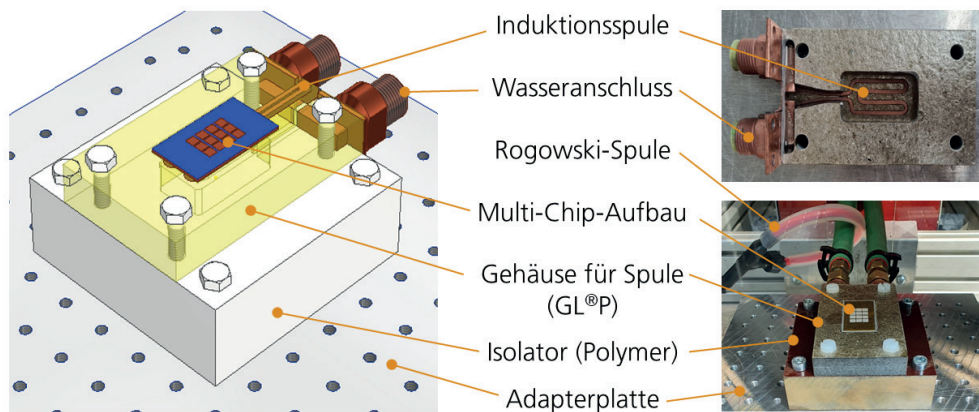 Induktionsspule
Wasseranschluss
Rogowski-Spule
Multi-Chip-Aufbau
Gehäuse für Spule
(GL®P)
Isolator (Polymer)
Adapterplatte